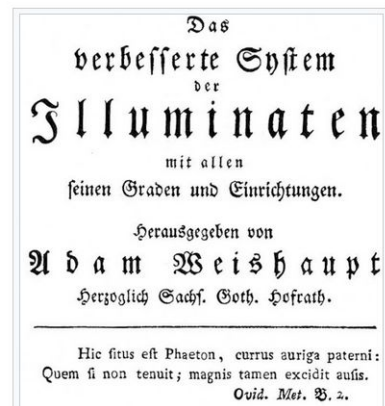 Das
verbesserte System
der
Illuminaten
mit allen
seinen Graden und Einrichtungen.
Herausgegeben von
Adam Weishaupt
Herzoglich Sachs. Goth. Hofrath.
Hic situs est Phaeton, currus auriga paterni:
Quem si non tenuit; magnis tamen excidit ausis.
Ovid. Met. B. 2.